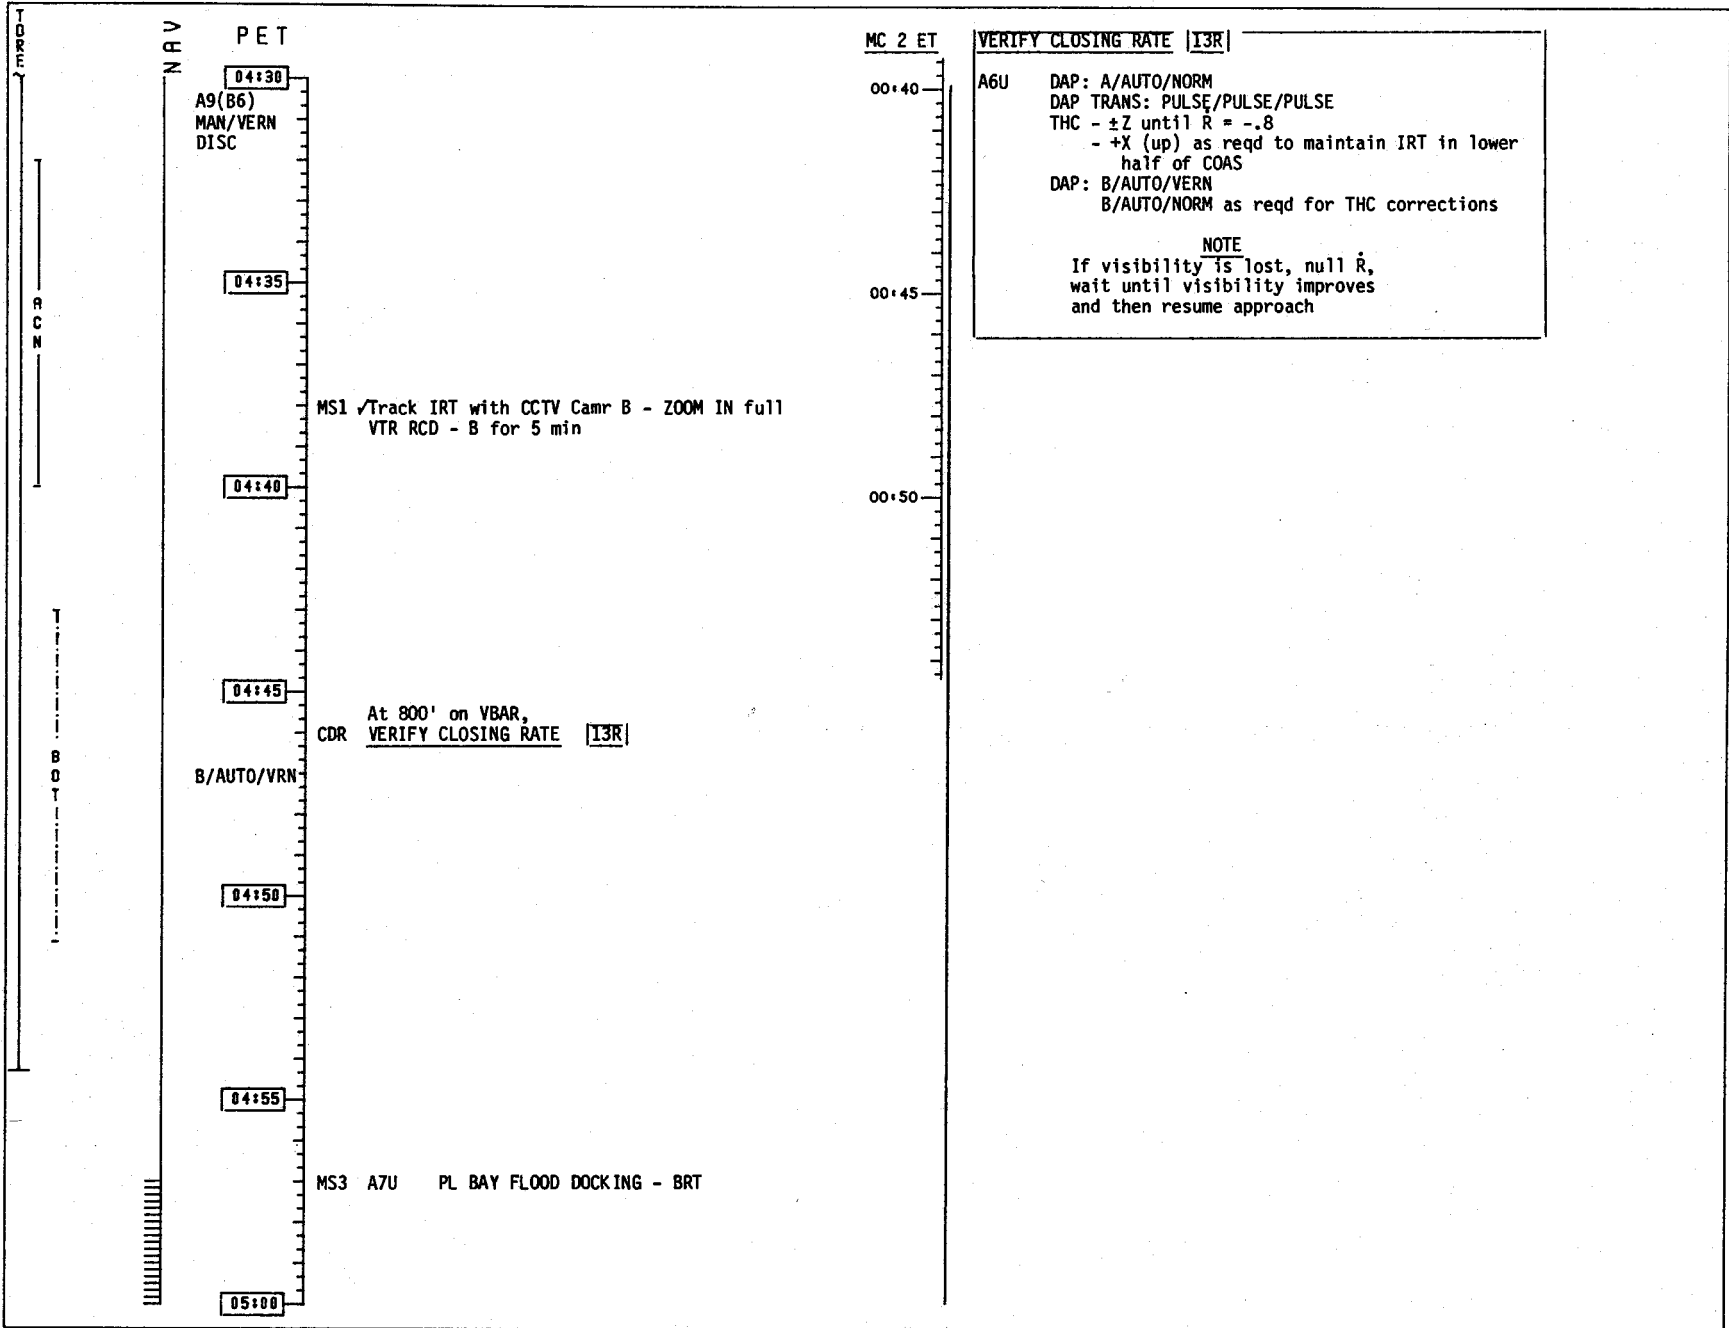 TDRE~
NAV
PET
04:30
A9(B6)
MAN/VERN
DISC
04:35
ACN
MS1 ✓Track IRT with CCTV Camr B - ZOOM IN full
VTR RCD - B for 5 min
04:40
04:45
At 800' on VBAR,
CDR VERIFY CLOSING RATE |I3R|
BOT
B/AUTO/VRN
04:50
04:55
MS3 A7U PL BAY FLOOD DOCKING - BRT
05:00
MC 2 ET
00:40
00:45
00:50
VERIFY CLOSING RATE |I3R|
A6U DAP: A/AUTO/NORM
DAP TRANS: PULSE/PULSE/PULSE
THC - ±Z until Ṙ = -.8
- +X (up) as reqd to maintain IRT in lower
half of COAS
DAP: B/AUTO/VERN
B/AUTO/NORM as reqd for THC corrections
NOTE
If visibility is lost, null Ṙ,
wait until visibility improves
and then resume approach